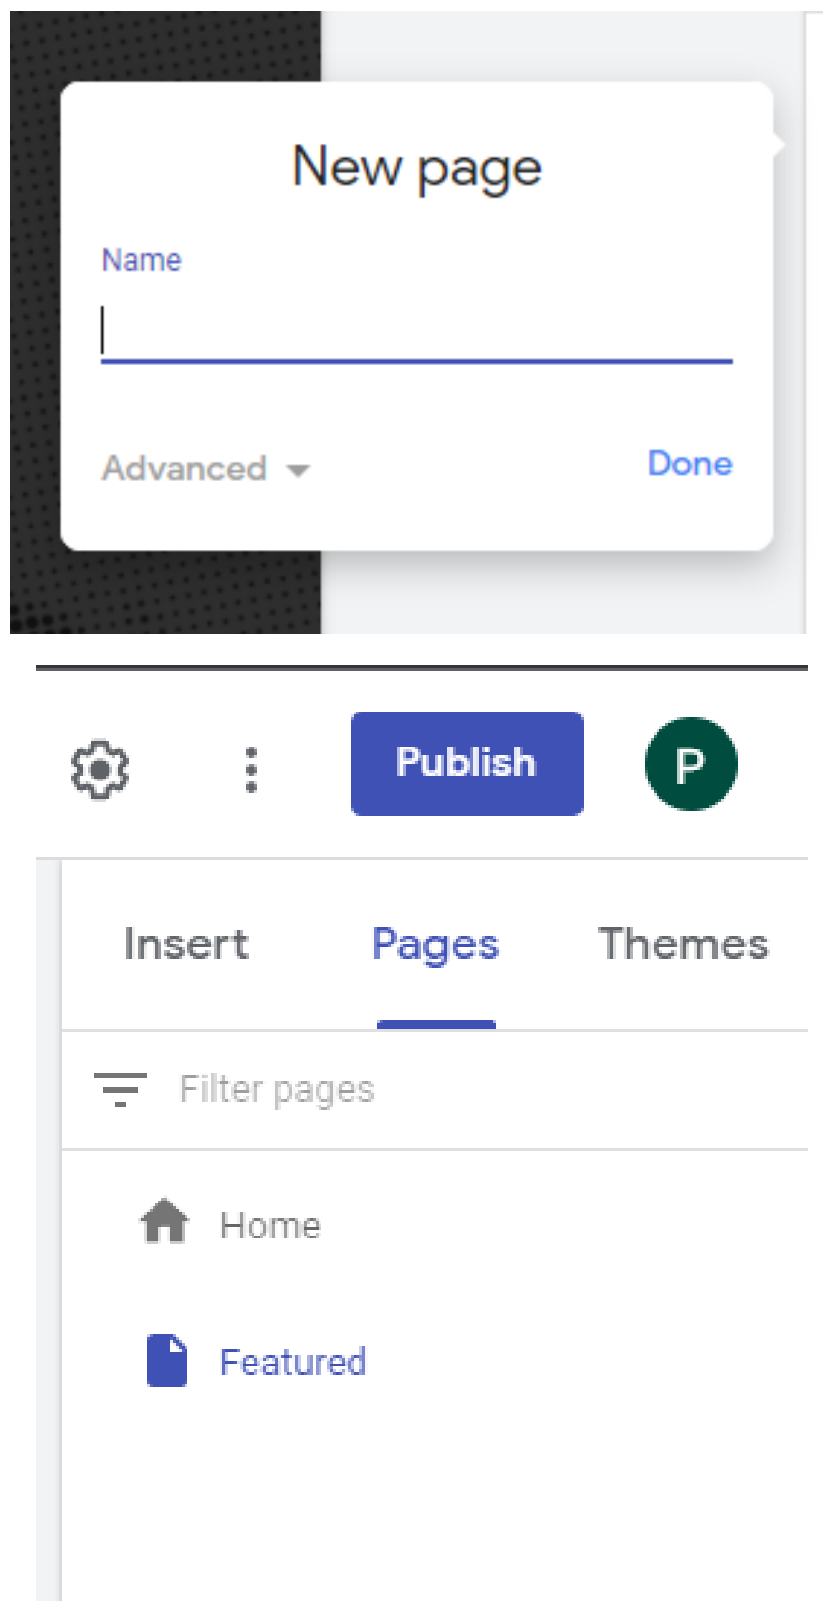 New page
Name
Advanced
Done
Publish
P
Insert Pages Themes
Filter pages
Home
Featured